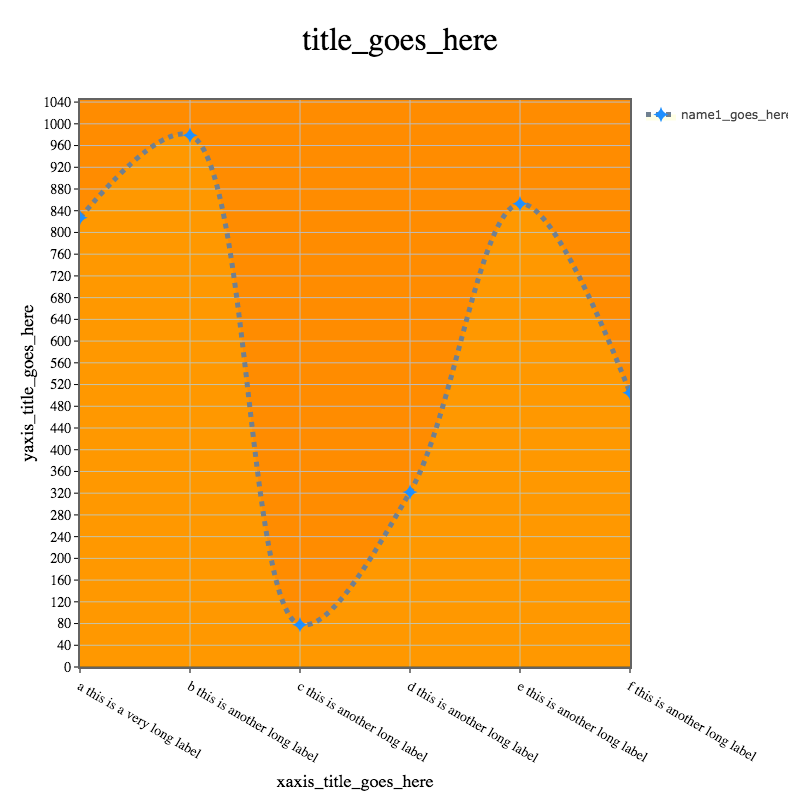 title_goes_here
name1_goes_here
yaxis_title_goes_here
1040
1000
960
920
880
840
800
760
720
680
640
600
560
520
480
440
400
360
320
280
240
200
160
120
80
40
0
a this is a very long label
b this is another long label
c this is another long label
d this is another long label
e this is another long label
f this is another long label
xaxis_title_goes_here